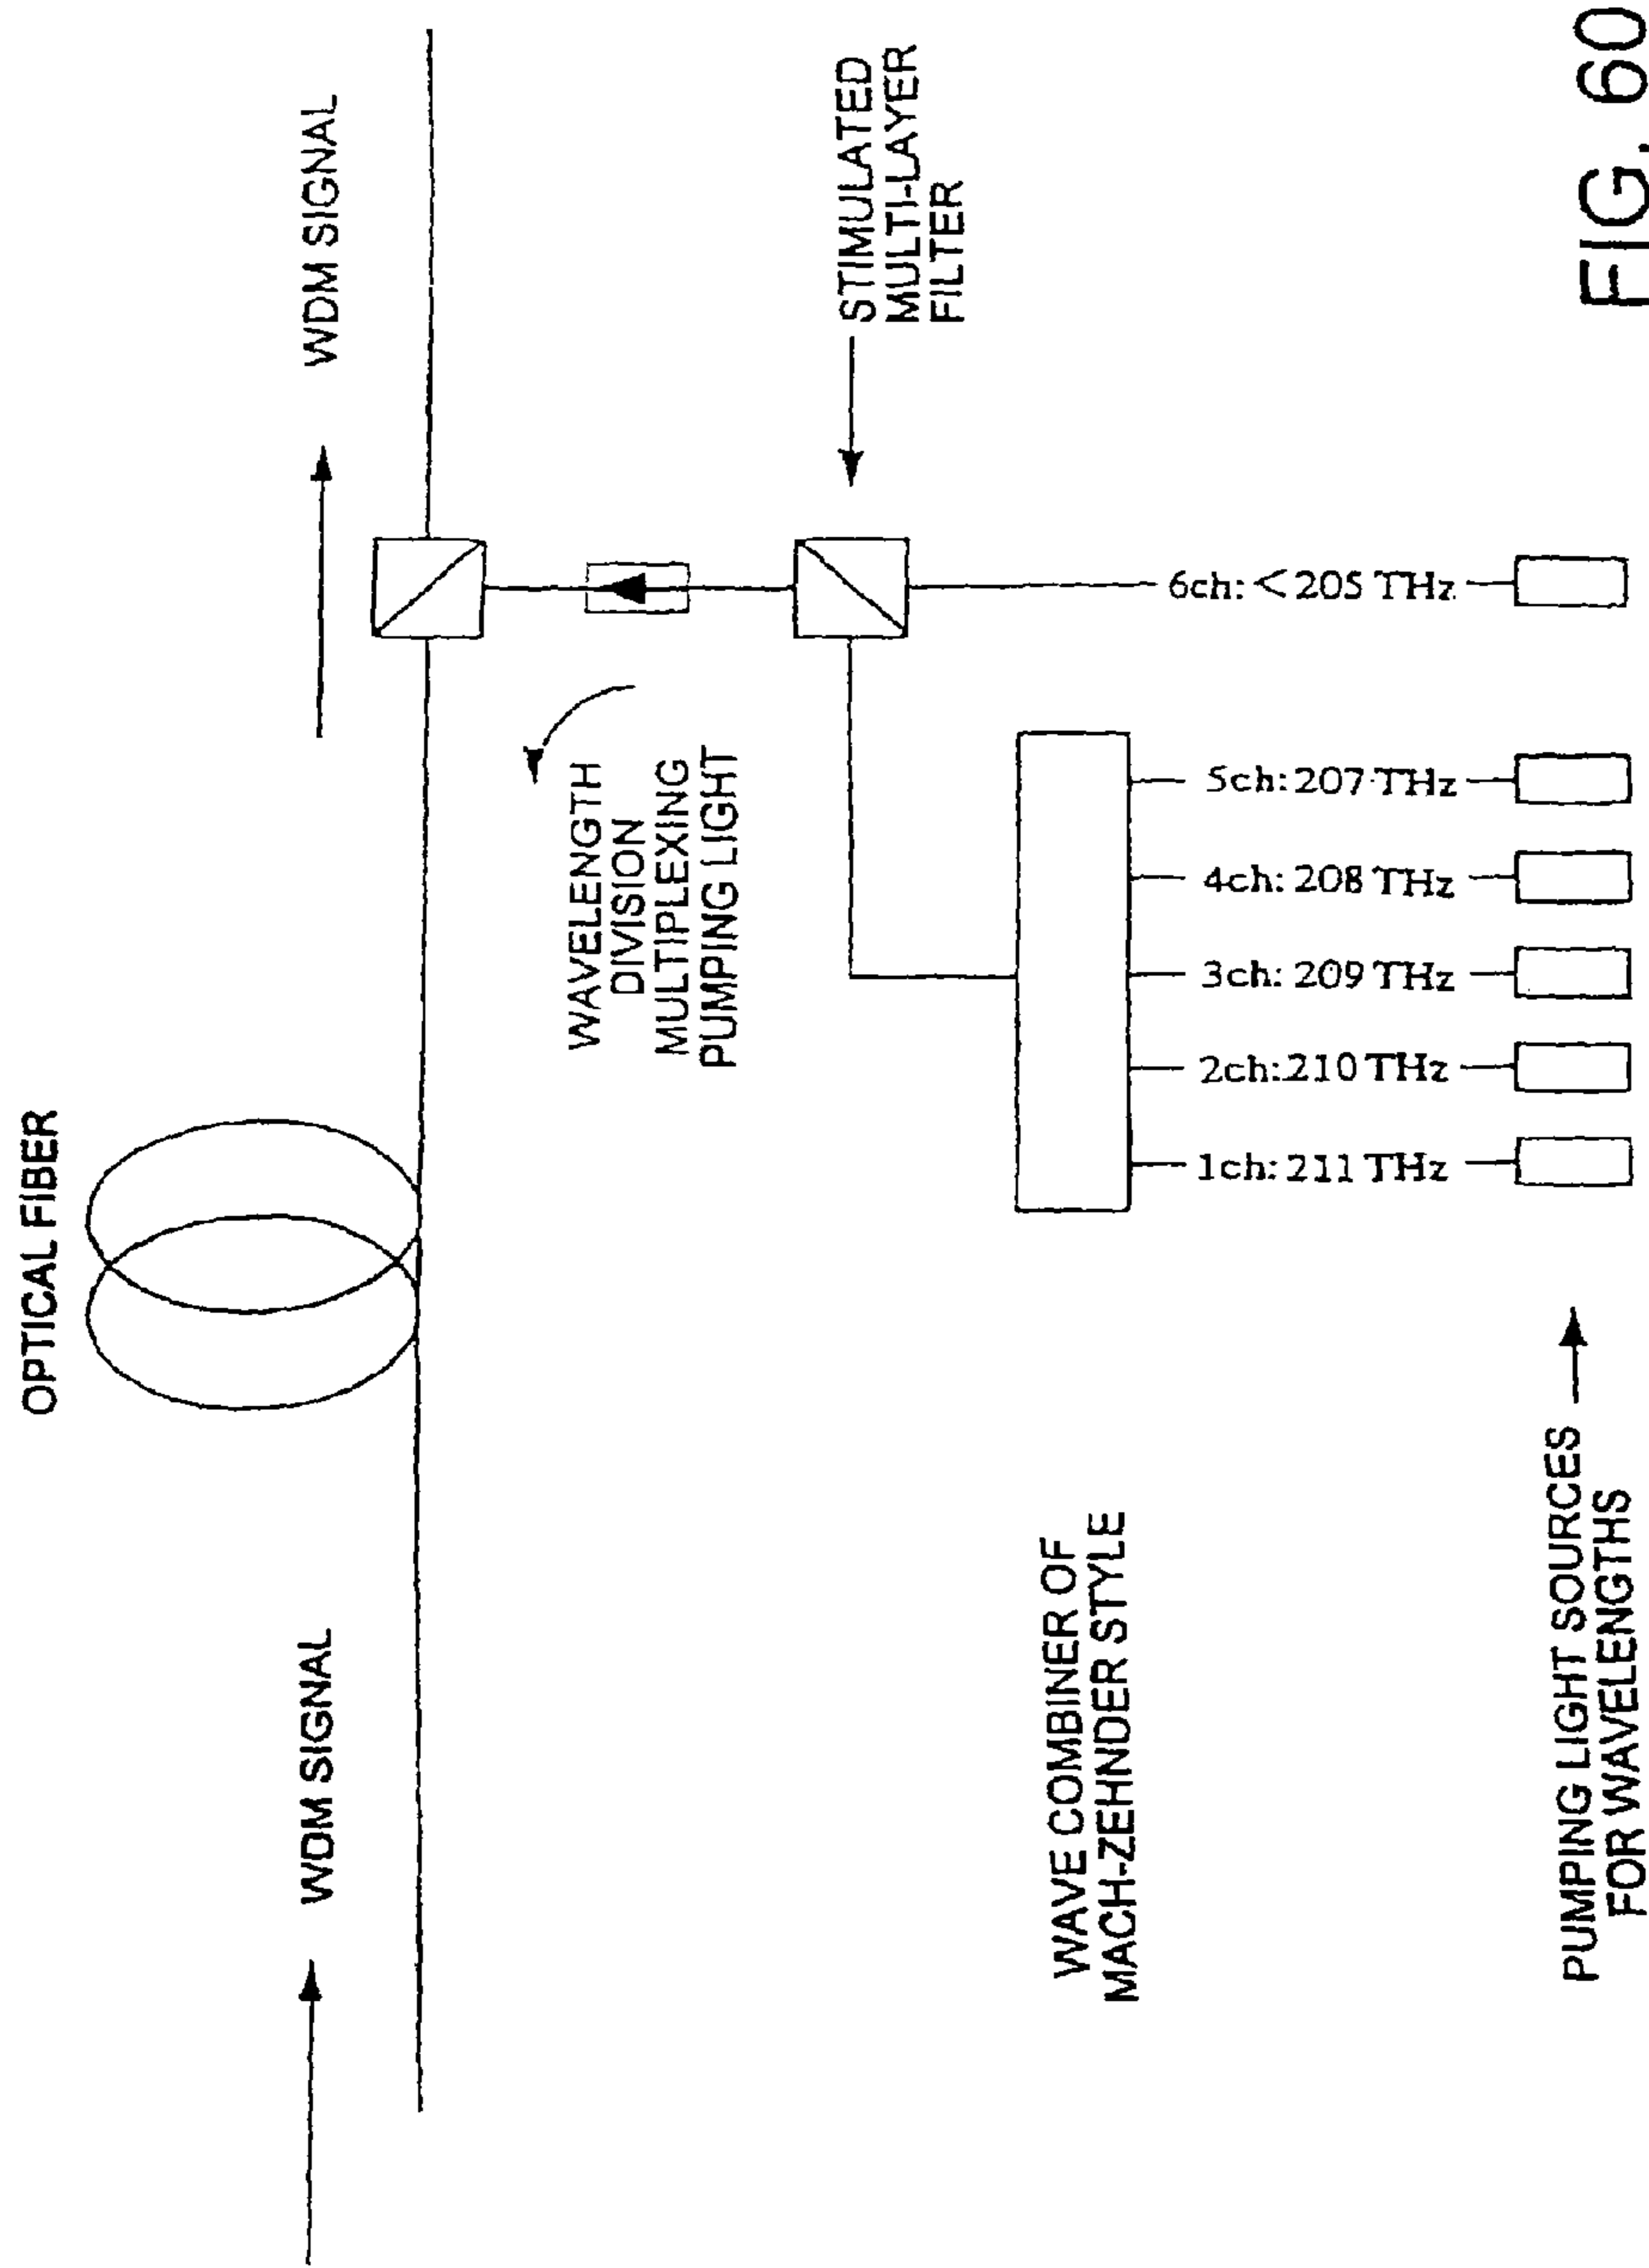 OPTICAL FIBER
WDM SIGNAL
WDM SIGNAL
WAVELENGTH
DIVISION
MULTIPLEXING
PUMPING LIGHT
STIMULATED
MULTI-LAYER
FILTER
WAVE COMBINER OF
MACH-ZEHNDER STYLE
1ch: 211 THz
2ch: 210 THz
3ch: 209 THz
4ch: 208 THz
5ch: 207 THz
6ch: < 205 THz
PUMPING LIGHT SOURCES
FOR WAVELENGTHS
FIG. 60